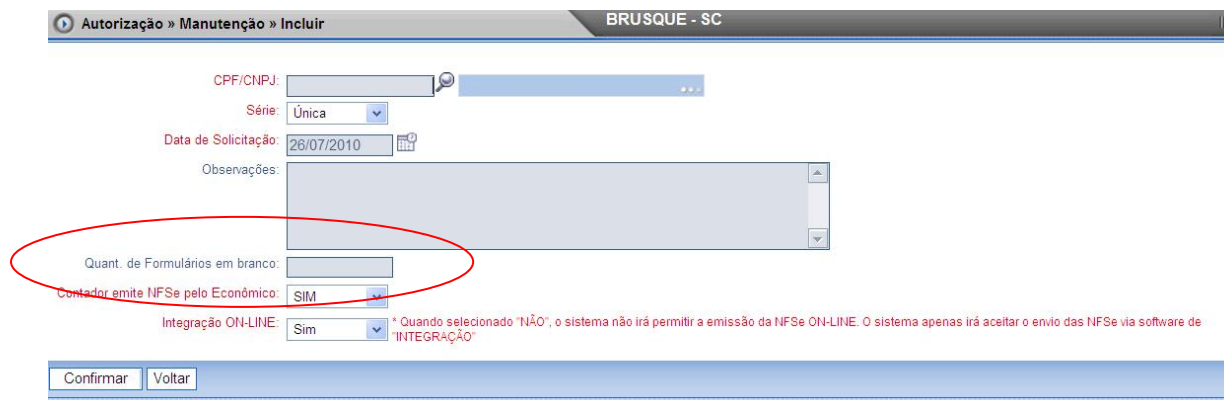 Autorização » Manutenção » Incluir
BRUSQUE - SC
CPF/CNPJ:
...
Série: Única
Data de Solicitação: 26/07/2010
Observações:
Quant. de Formulários em branco:
Contador emite NFSe pelo Econômico: SIM
Integração ON-LINE: Sim * Quando selecionado "NÃO", o sistema não irá permitir a emissão da NFSe ON-LINE. O sistema apenas irá aceitar o envio das NFSe via software de
"INTEGRAÇÃO"
Confirmar Voltar